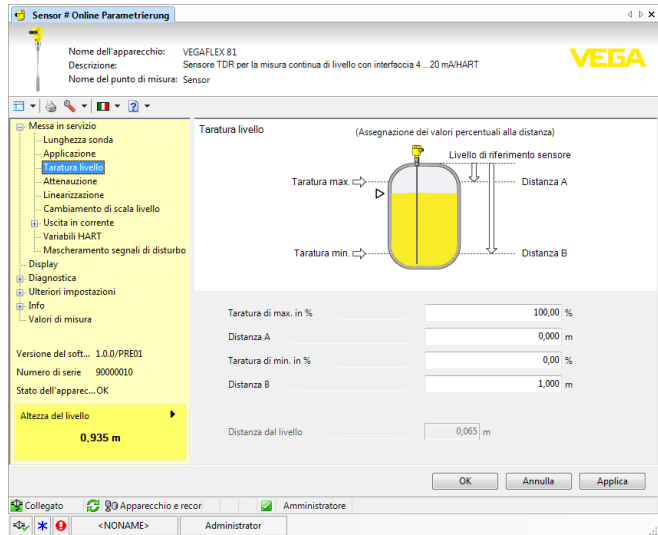 Sensor # Online Parametrierung
Nome dell'apparecchio: VEGAFLEX 81
Descrizione: Sensore TDR per la misura continua di livello con interfaccia 4 .. 20 mA/HART
Nome del punto di misura: Sensor
VEGA
Messa in servizio
Lunghezza sonda
Applicazione
Taratura livello
Attenuazione
Linearizzazione
Cambiamento di scala livello
Uscita in corrente
Variabili HART
Mascheramento segnali di disturbo
Display
Diagnostica
Ulteriori impostazioni
Info
Valori di misura
Versione del soft... 1.0.0/PRE01
Numero di serie 90000010
Stato dell'apparec...OK
Altezza del livello
0,935 m
Taratura livello
(Assegnazione dei valori percentuali alla distanza)
Livello di riferimento sensore
Taratura max.
Distanza A
Taratura min.
Distanza B
Taratura di max. in % 100,00 %
Distanza A 0,000 m
Taratura di min. in % 0,00 %
Distanza B 1,000 m
Distanza dal livello 0,065 m
OK Annulla Applica
Collegato Apparecchio e recor Amministratore
<NONAME> Administrator